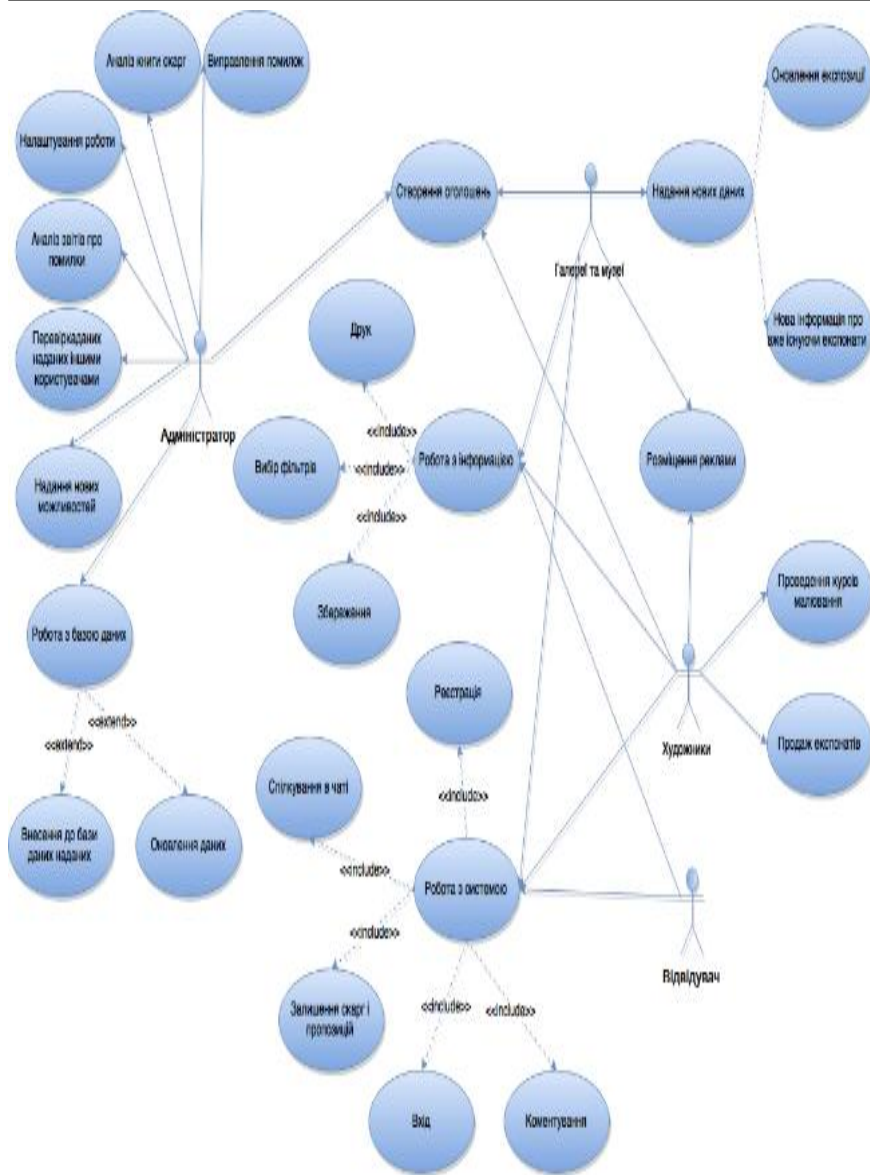 Аналіз книги скарг
Виправлення помилок
Оновлення експозиції
Налаштування роботи
Створення оголошень
Надання нових даних
Аналіз звітів про
помилки
Галереї та музеї
Нова інформація про
вже існуючи експонати
Друк
Перевіркаданих
наданих іншими
користувачами
Адміністратор
<<include>>
Вибір фільтрів
<<include>>
Робота з інформацією
Розміщення реклами
Надання нових
можливостей
<<include>>
Проведення курсів
малювання
Збереження
Робота з базою даних
Реєстрація
<<extend>>
<<extend>>
Художники
Продаж експонатів
Спілкування в чаті
<<include>>
Внесення до бази
даних наданих
Оновлення даних
<<include>>
Робота з системою
<<include>>
Відвідувач
Залишення скарг і
пропозицій
<<include>>
<<include>>
Вхід
Коментування